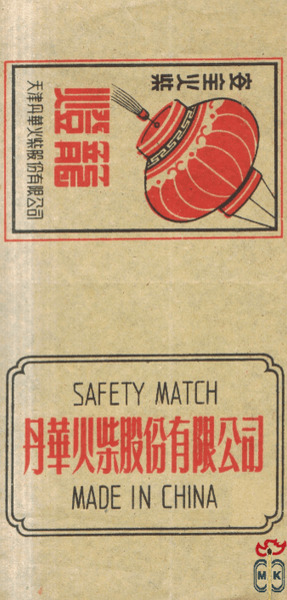 安全火柴
燈籠
天津丹華火柴股份有限公司
SAFETY MATCH
丹華火柴股份有限公司
MADE IN CHINA
M K